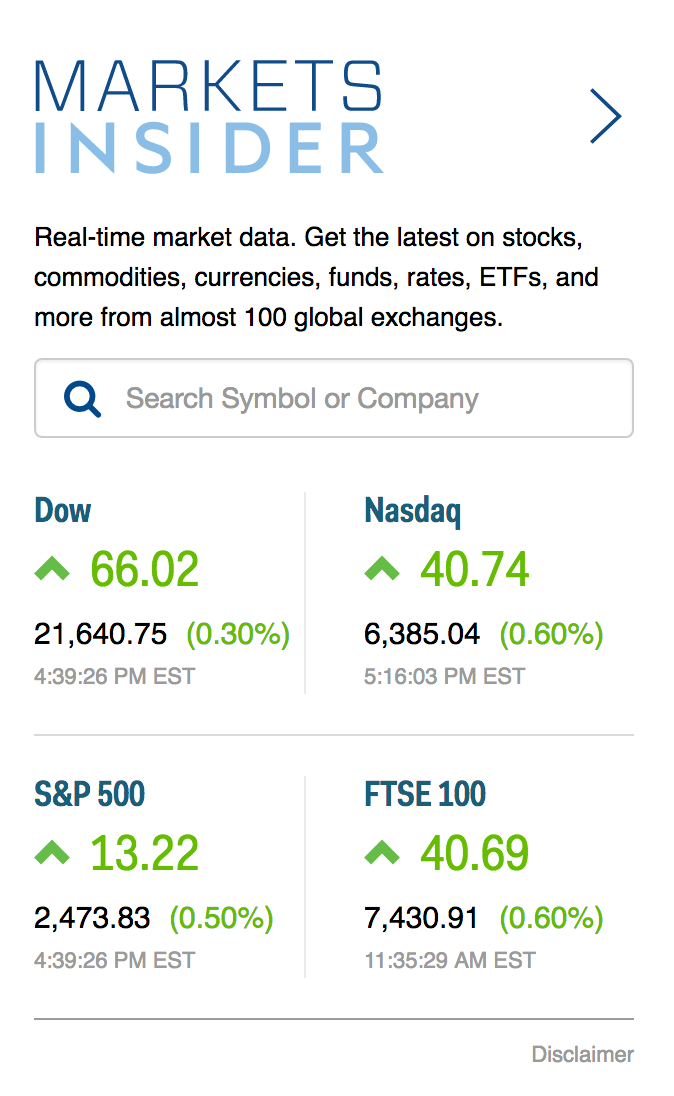 MARKETS
INSIDER
Real-time market data. Get the latest on stocks,
commodities, currencies, funds, rates, ETFs, and
more from almost 100 global exchanges.
Search Symbol or Company
Dow
66.02
21,640.75 (0.30%)
4:39:26 PM EST
Nasdaq
40.74
6,385.04 (0.60%)
5:16:03 PM EST
S&P 500
13.22
2,473.83 (0.50%)
4:39:26 PM EST
FTSE 100
40.69
7,430.91 (0.60%)
11:35:29 AM EST
Disclaimer